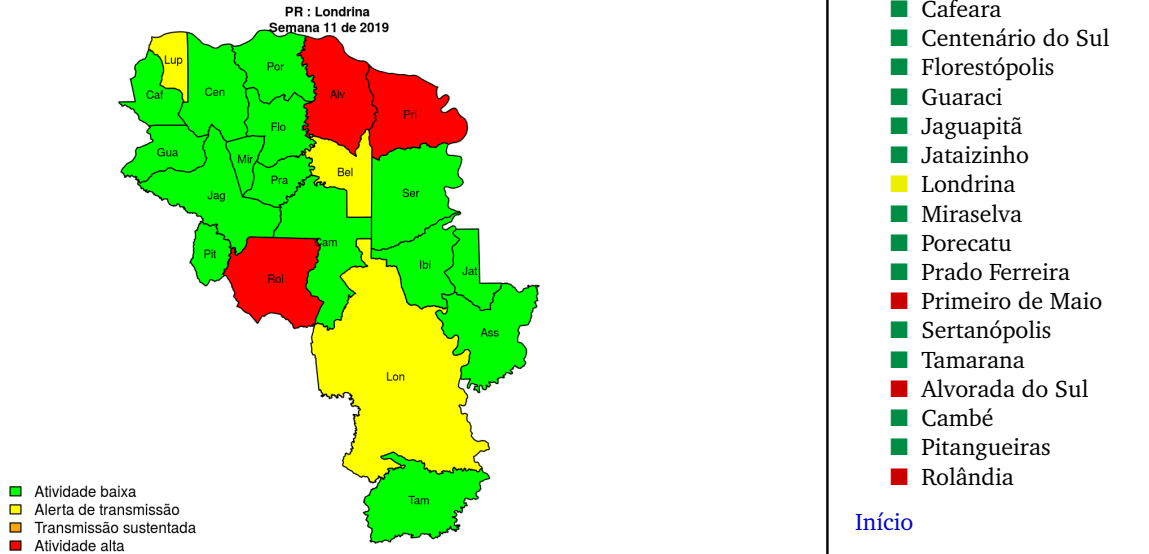 PR : Londrina
Semana 11 de 2019
Lup
Por
Caf
Cen
Alv
Pri
Flo
Gua
Mir
Bel
Pra
Jag
Ser
Cam
Pit
Ibi
Jat
Rol
Ass
Lon
Tam
Atividade baixa
Alerta de transmissão
Transmissão sustentada
Atividade alta
Cafeara
Centenário do Sul
Florestópolis
Guaraci
Jaguapitã
Jataizinho
Londrina
Miraselva
Porecatu
Prado Ferreira
Primeiro de Maio
Sertanópolis
Tamarana
Alvorada do Sul
Cambé
Pitangueiras
Rolândia
Início